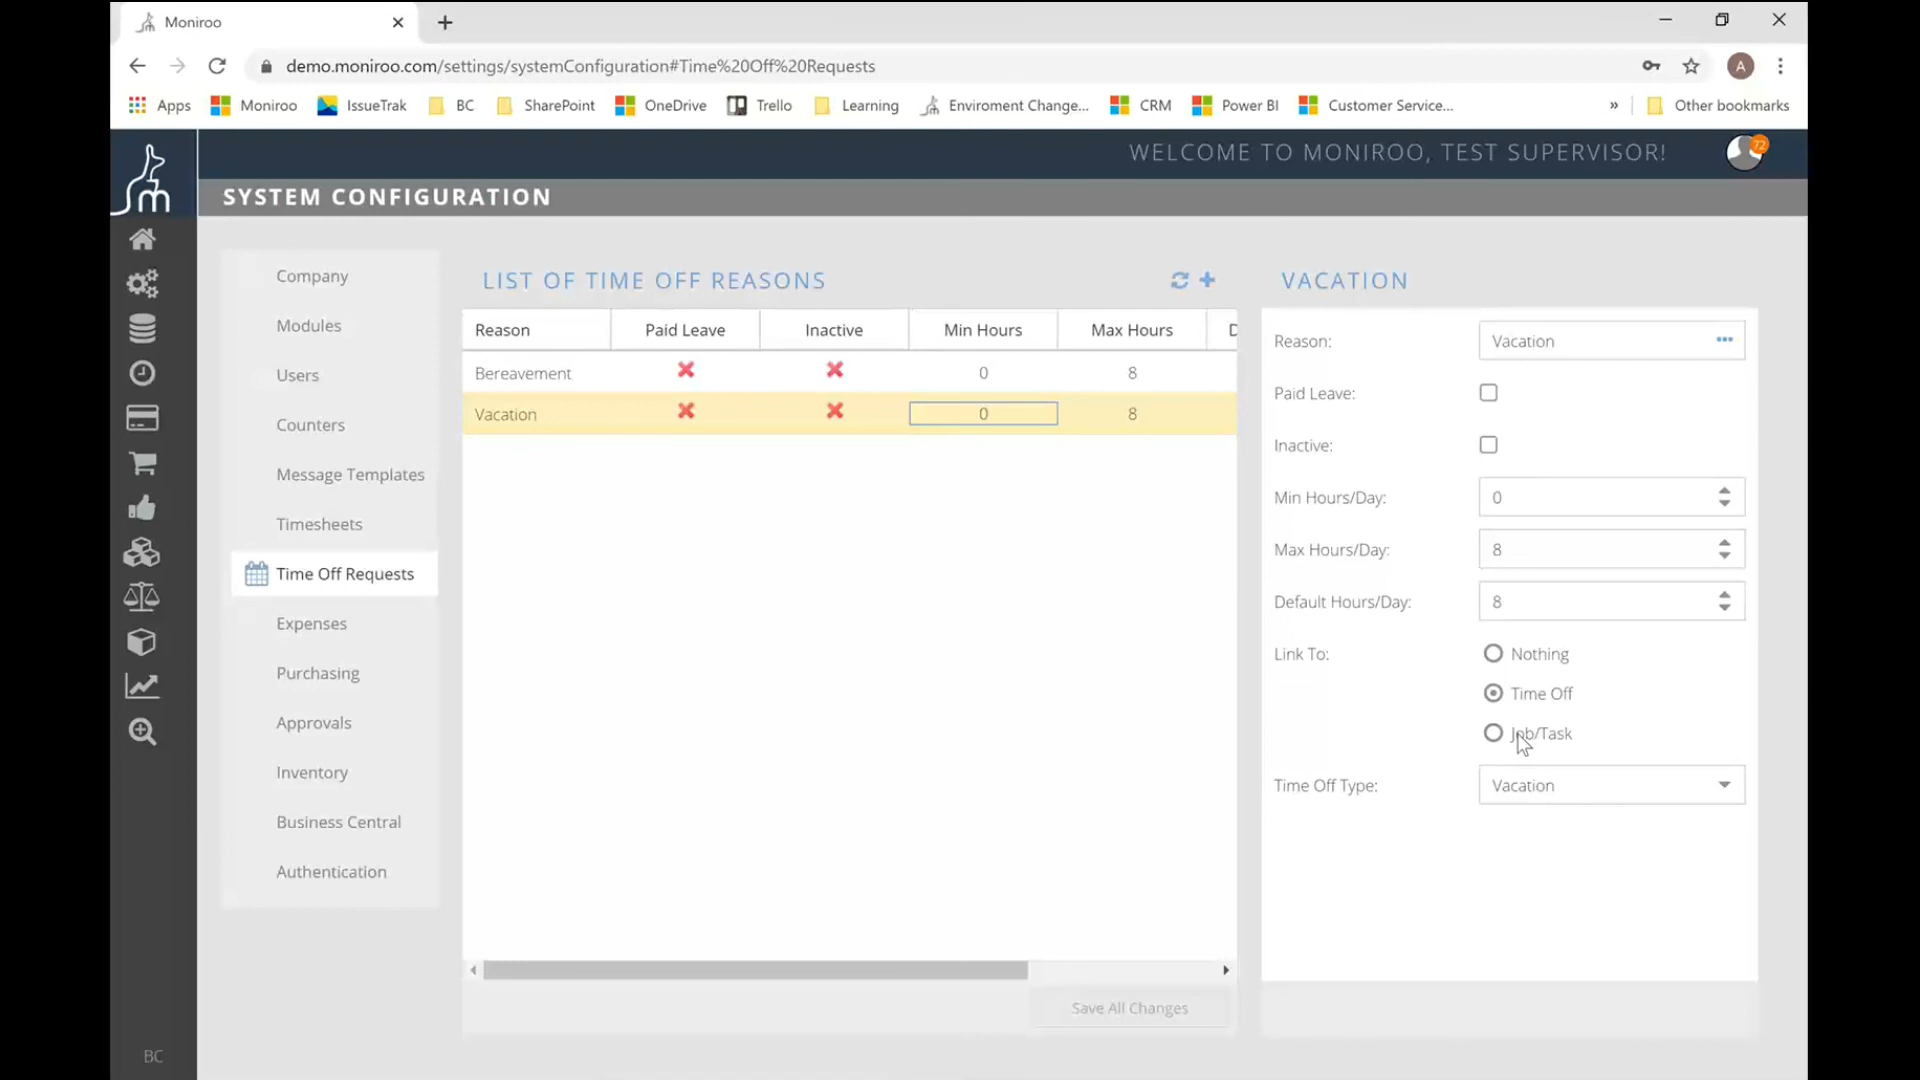 Moniroo
demo.moniroo.com/settings/systemConfiguration#Time%20Off%20Requests
A
Apps Moniroo IssueTrak BC SharePoint OneDrive Trello Learning Enviroment Change... CRM Power BI Customer Service... » Other bookmarks
WELCOME TO MONIROO, TEST SUPERVISOR!
72
m
SYSTEM CONFIGURATION
Company
Modules
Users
Counters
Message Templates
Timesheets
Time Off Requests
Expenses
Purchasing
Approvals
Inventory
Business Central
Authentication
BC
LIST OF TIME OFF REASONS
Reason Paid Leave Inactive Min Hours Max Hours D
Bereavement 0 8
Vacation 0 8
Save All Changes
VACATION
Reason: Vacation
Paid Leave:
Inactive:
Min Hours/Day: 0
Max Hours/Day: 8
Default Hours/Day: 8
Link To: Nothing
Time Off
Job/Task
Time Off Type: Vacation